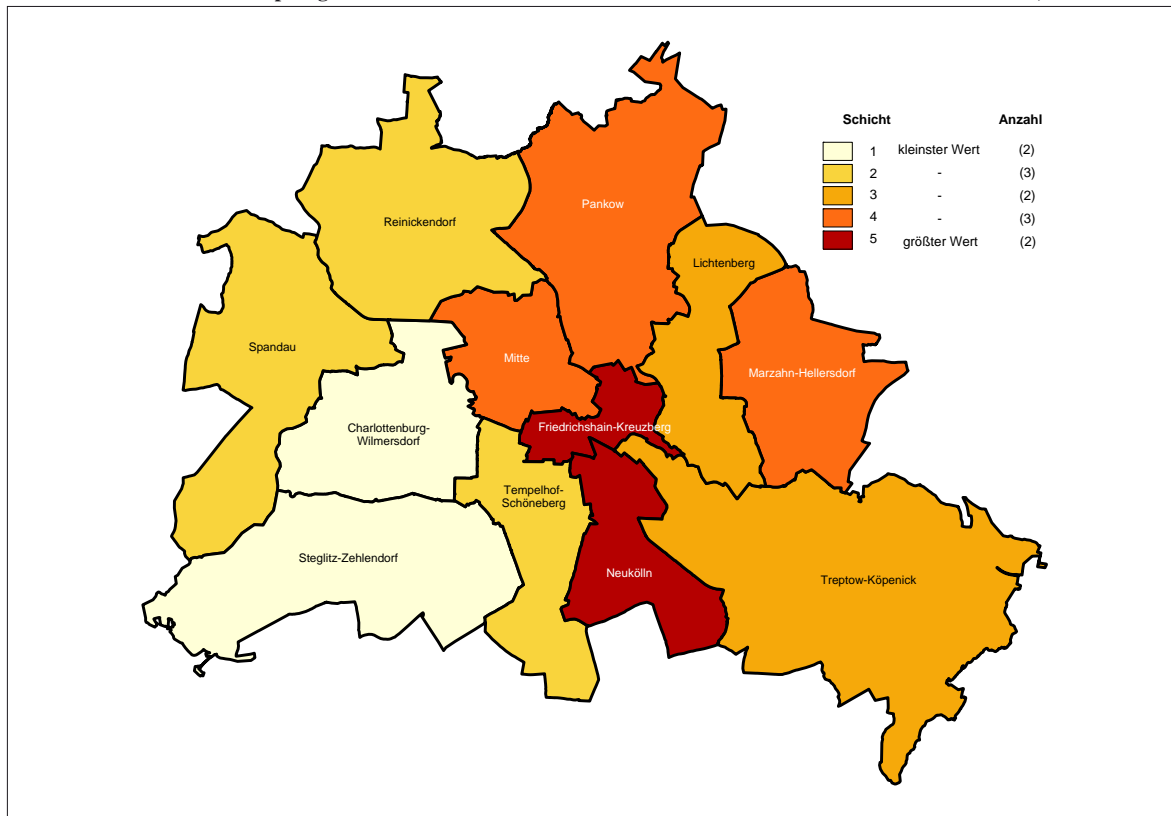 Schicht Anzahl
1 kleinster Wert (2)
2 - (3)
3 - (2)
4 - (3)
5 größter Wert (2)
Pankow
Reinickendorf
Lichtenberg
Spandau
Mitte
Marzahn-Hellersdorf
Charlottenburg-
Wilmersdorf
Friedrichshain-Kreuzberg
Tempelhof-
Schöneberg
Steglitz-Zehlendorf
Neukölln
Treptow-Köpenick